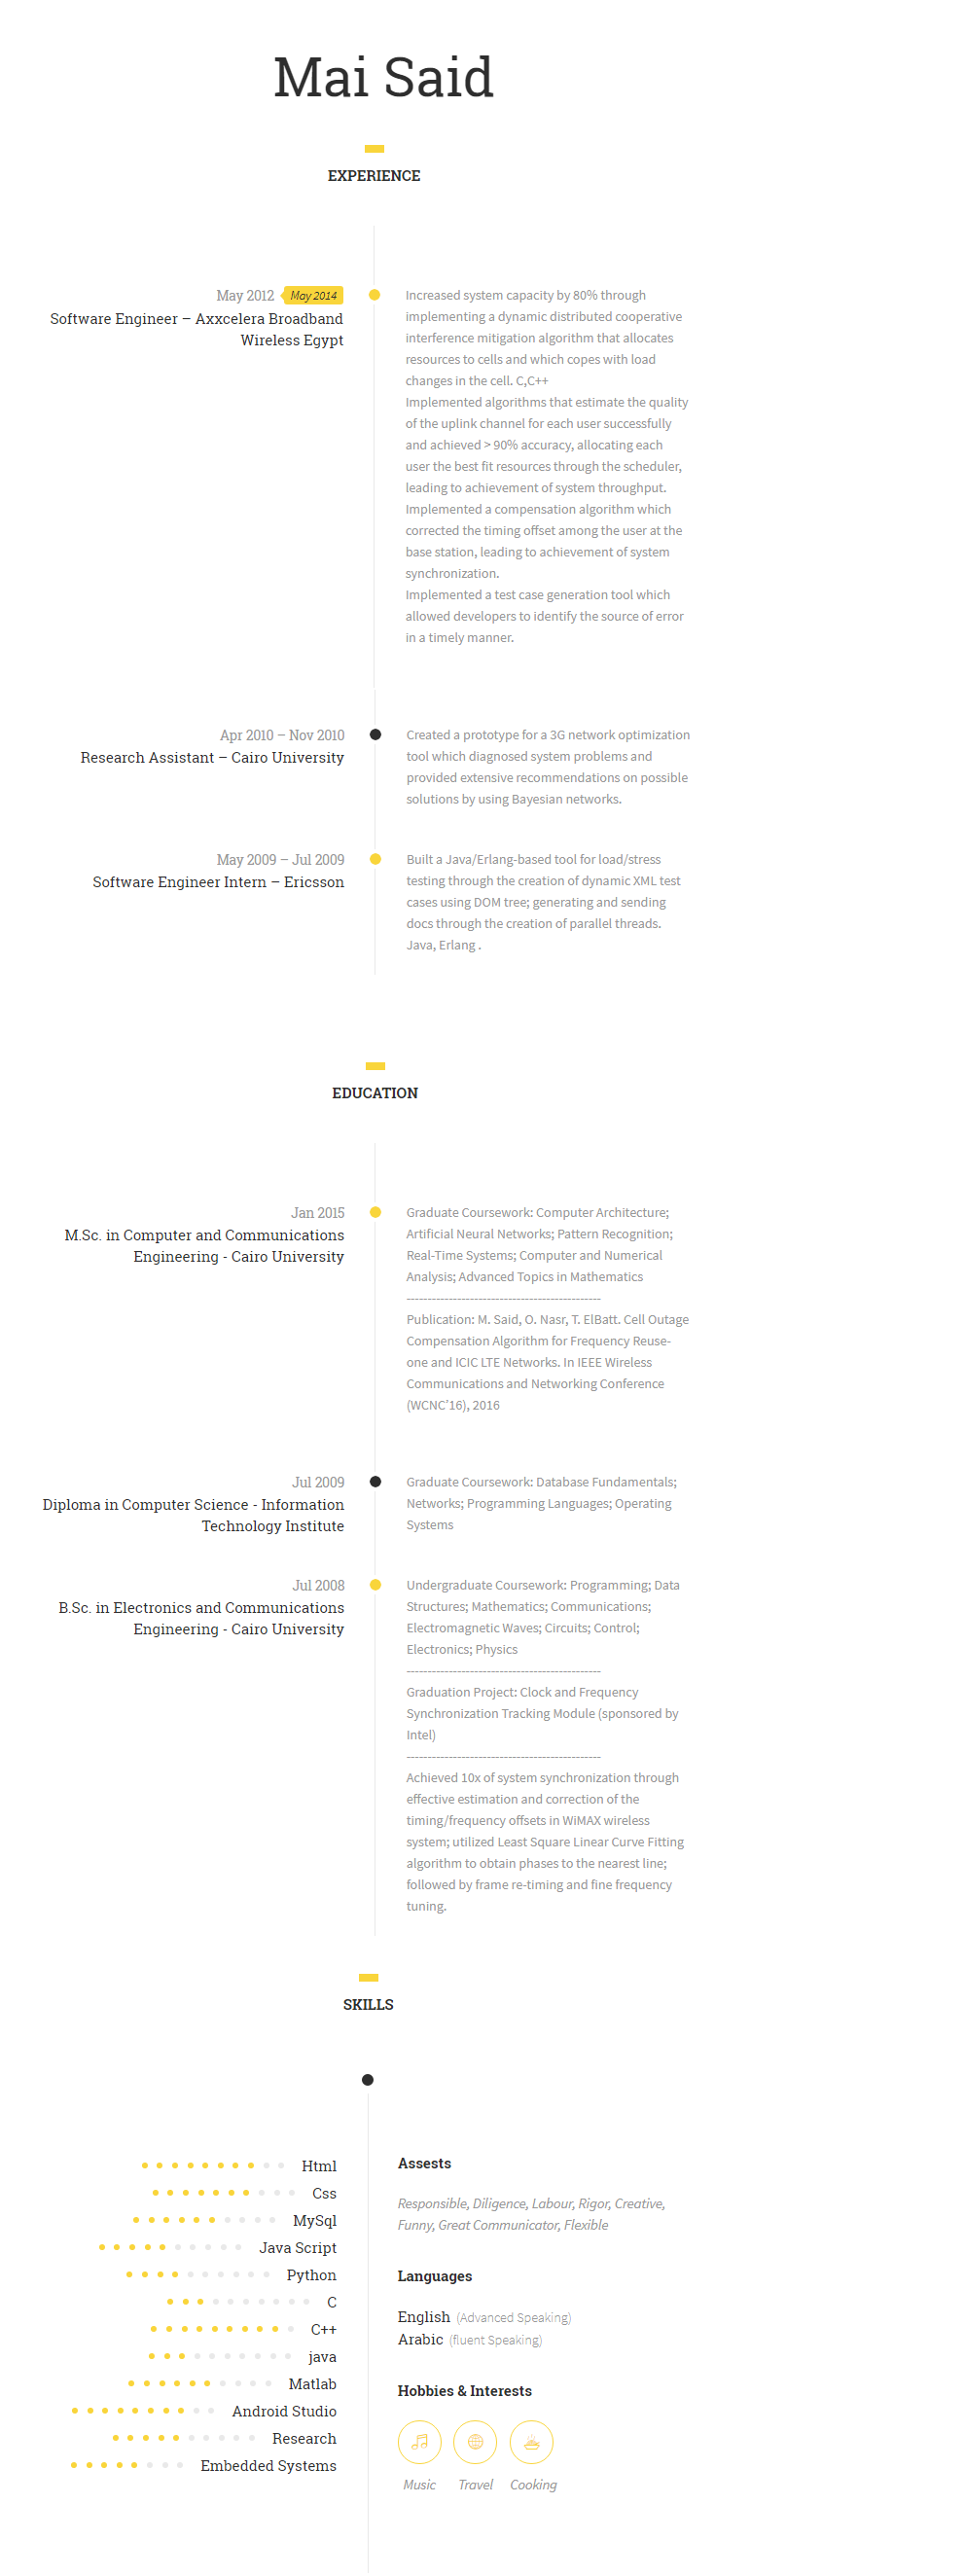 Mai Said
EXPERIENCE
May 2012 May 2014
Software Engineer – Axxcelera Broadband
Wireless Egypt
Increased system capacity by 80% through
implementing a dynamic distributed cooperative
interference mitigation algorithm that allocates
resources to cells and which copes with load
changes in the cell. C,C++
Implemented algorithms that estimate the quality
of the uplink channel for each user successfully
and achieved > 90% accuracy, allocating each
user the best fit resources through the scheduler,
leading to achievement of system throughput.
Implemented a compensation algorithm which
corrected the timing offset among the user at the
base station, leading to achievement of system
synchronization.
Implemented a test case generation tool which
allowed developers to identify the source of error
in a timely manner.
Apr 2010 – Nov 2010
Research Assistant – Cairo University
Created a prototype for a 3G network optimization
tool which diagnosed system problems and
provided extensive recommendations on possible
solutions by using Bayesian networks.
May 2009 – Jul 2009
Software Engineer Intern – Ericsson
Built a Java/Erlang-based tool for load/stress
testing through the creation of dynamic XML test
cases using DOM tree; generating and sending
docs through the creation of parallel threads.
Java, Erlang .
EDUCATION
Jan 2015
M.Sc. in Computer and Communications
Engineering - Cairo University
Graduate Coursework: Computer Architecture;
Artificial Neural Networks; Pattern Recognition;
Real-Time Systems; Computer and Numerical
Analysis; Advanced Topics in Mathematics
-----------------------------------------------
Publication: M. Said, O. Nasr, T. ElBatt. Cell Outage
Compensation Algorithm for Frequency Reuse-
one and ICIC LTE Networks. In IEEE Wireless
Communications and Networking Conference
(WCNC'16), 2016
Jul 2009
Diploma in Computer Science - Information
Technology Institute
Graduate Coursework: Database Fundamentals;
Networks; Programming Languages; Operating
Systems
Jul 2008
B.Sc. in Electronics and Communications
Engineering - Cairo University
Undergraduate Coursework: Programming; Data
Structures; Mathematics; Communications;
Electromagnetic Waves; Circuits; Control;
Electronics; Physics
-----------------------------------------------
Graduation Project: Clock and Frequency
Synchronization Tracking Module (sponsored by
Intel)
-----------------------------------------------
Achieved 10x of system synchronization through
effective estimation and correction of the
timing/frequency offsets in WiMAX wireless
system; utilized Least Square Linear Curve Fitting
algorithm to obtain phases to the nearest line;
followed by frame re-timing and fine frequency
tuning.
SKILLS
Html
Css
MySql
Java Script
Python
C
C++
java
Matlab
Android Studio
Research
Embedded Systems
Assests
Responsible, Diligence, Labour, Rigor, Creative,
Funny, Great Communicator, Flexible
Languages
English (Advanced Speaking)
Arabic (fluent Speaking)
Hobbies & Interests
Music Travel Cooking